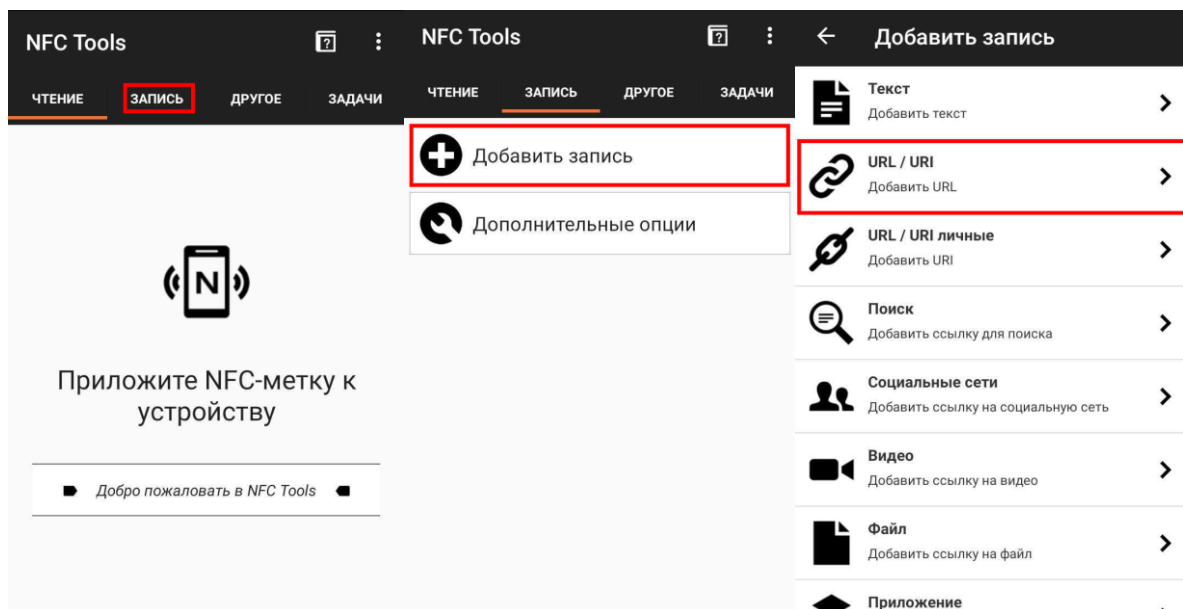 NFC Tools
ЧТЕНИЕ ЗАПИСЬ ДРУГОЕ ЗАДАЧИ
N
Приложите NFC-метку к
устройству
Добро пожаловать в NFC Tools
NFC Tools
ЧТЕНИЕ ЗАПИСЬ ДРУГОЕ ЗАДАЧИ
Добавить запись
Дополнительные опции
Добавить запись
Текст
Добавить текст
URL / URI
Добавить URL
URL / URI личные
Добавить URI
Поиск
Добавить ссылку для поиска
Социальные сети
Добавить ссылку на социальную сеть
Видео
Добавить ссылку на видео
Файл
Добавить ссылку на файл
Приложение